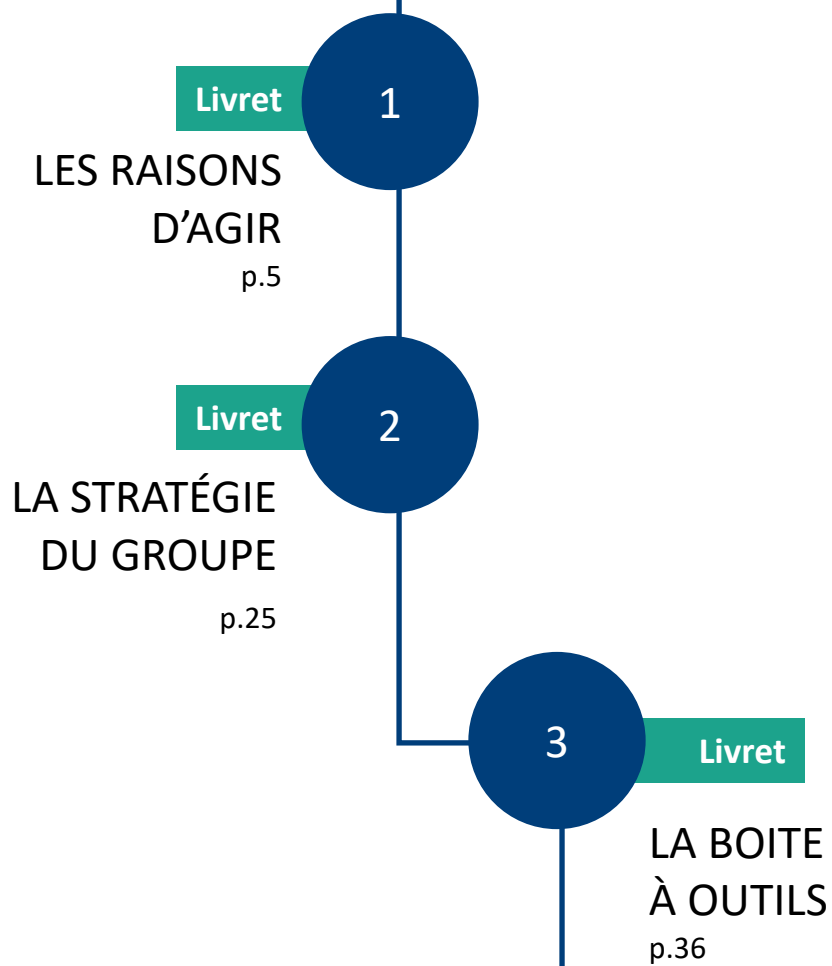 Livret
1
LES RAISONS
D’AGIR
p.5
Livret
2
LA STRATÉGIE
DU GROUPE
p.25
3
Livret
LA BOITE
À OUTILS
p.36